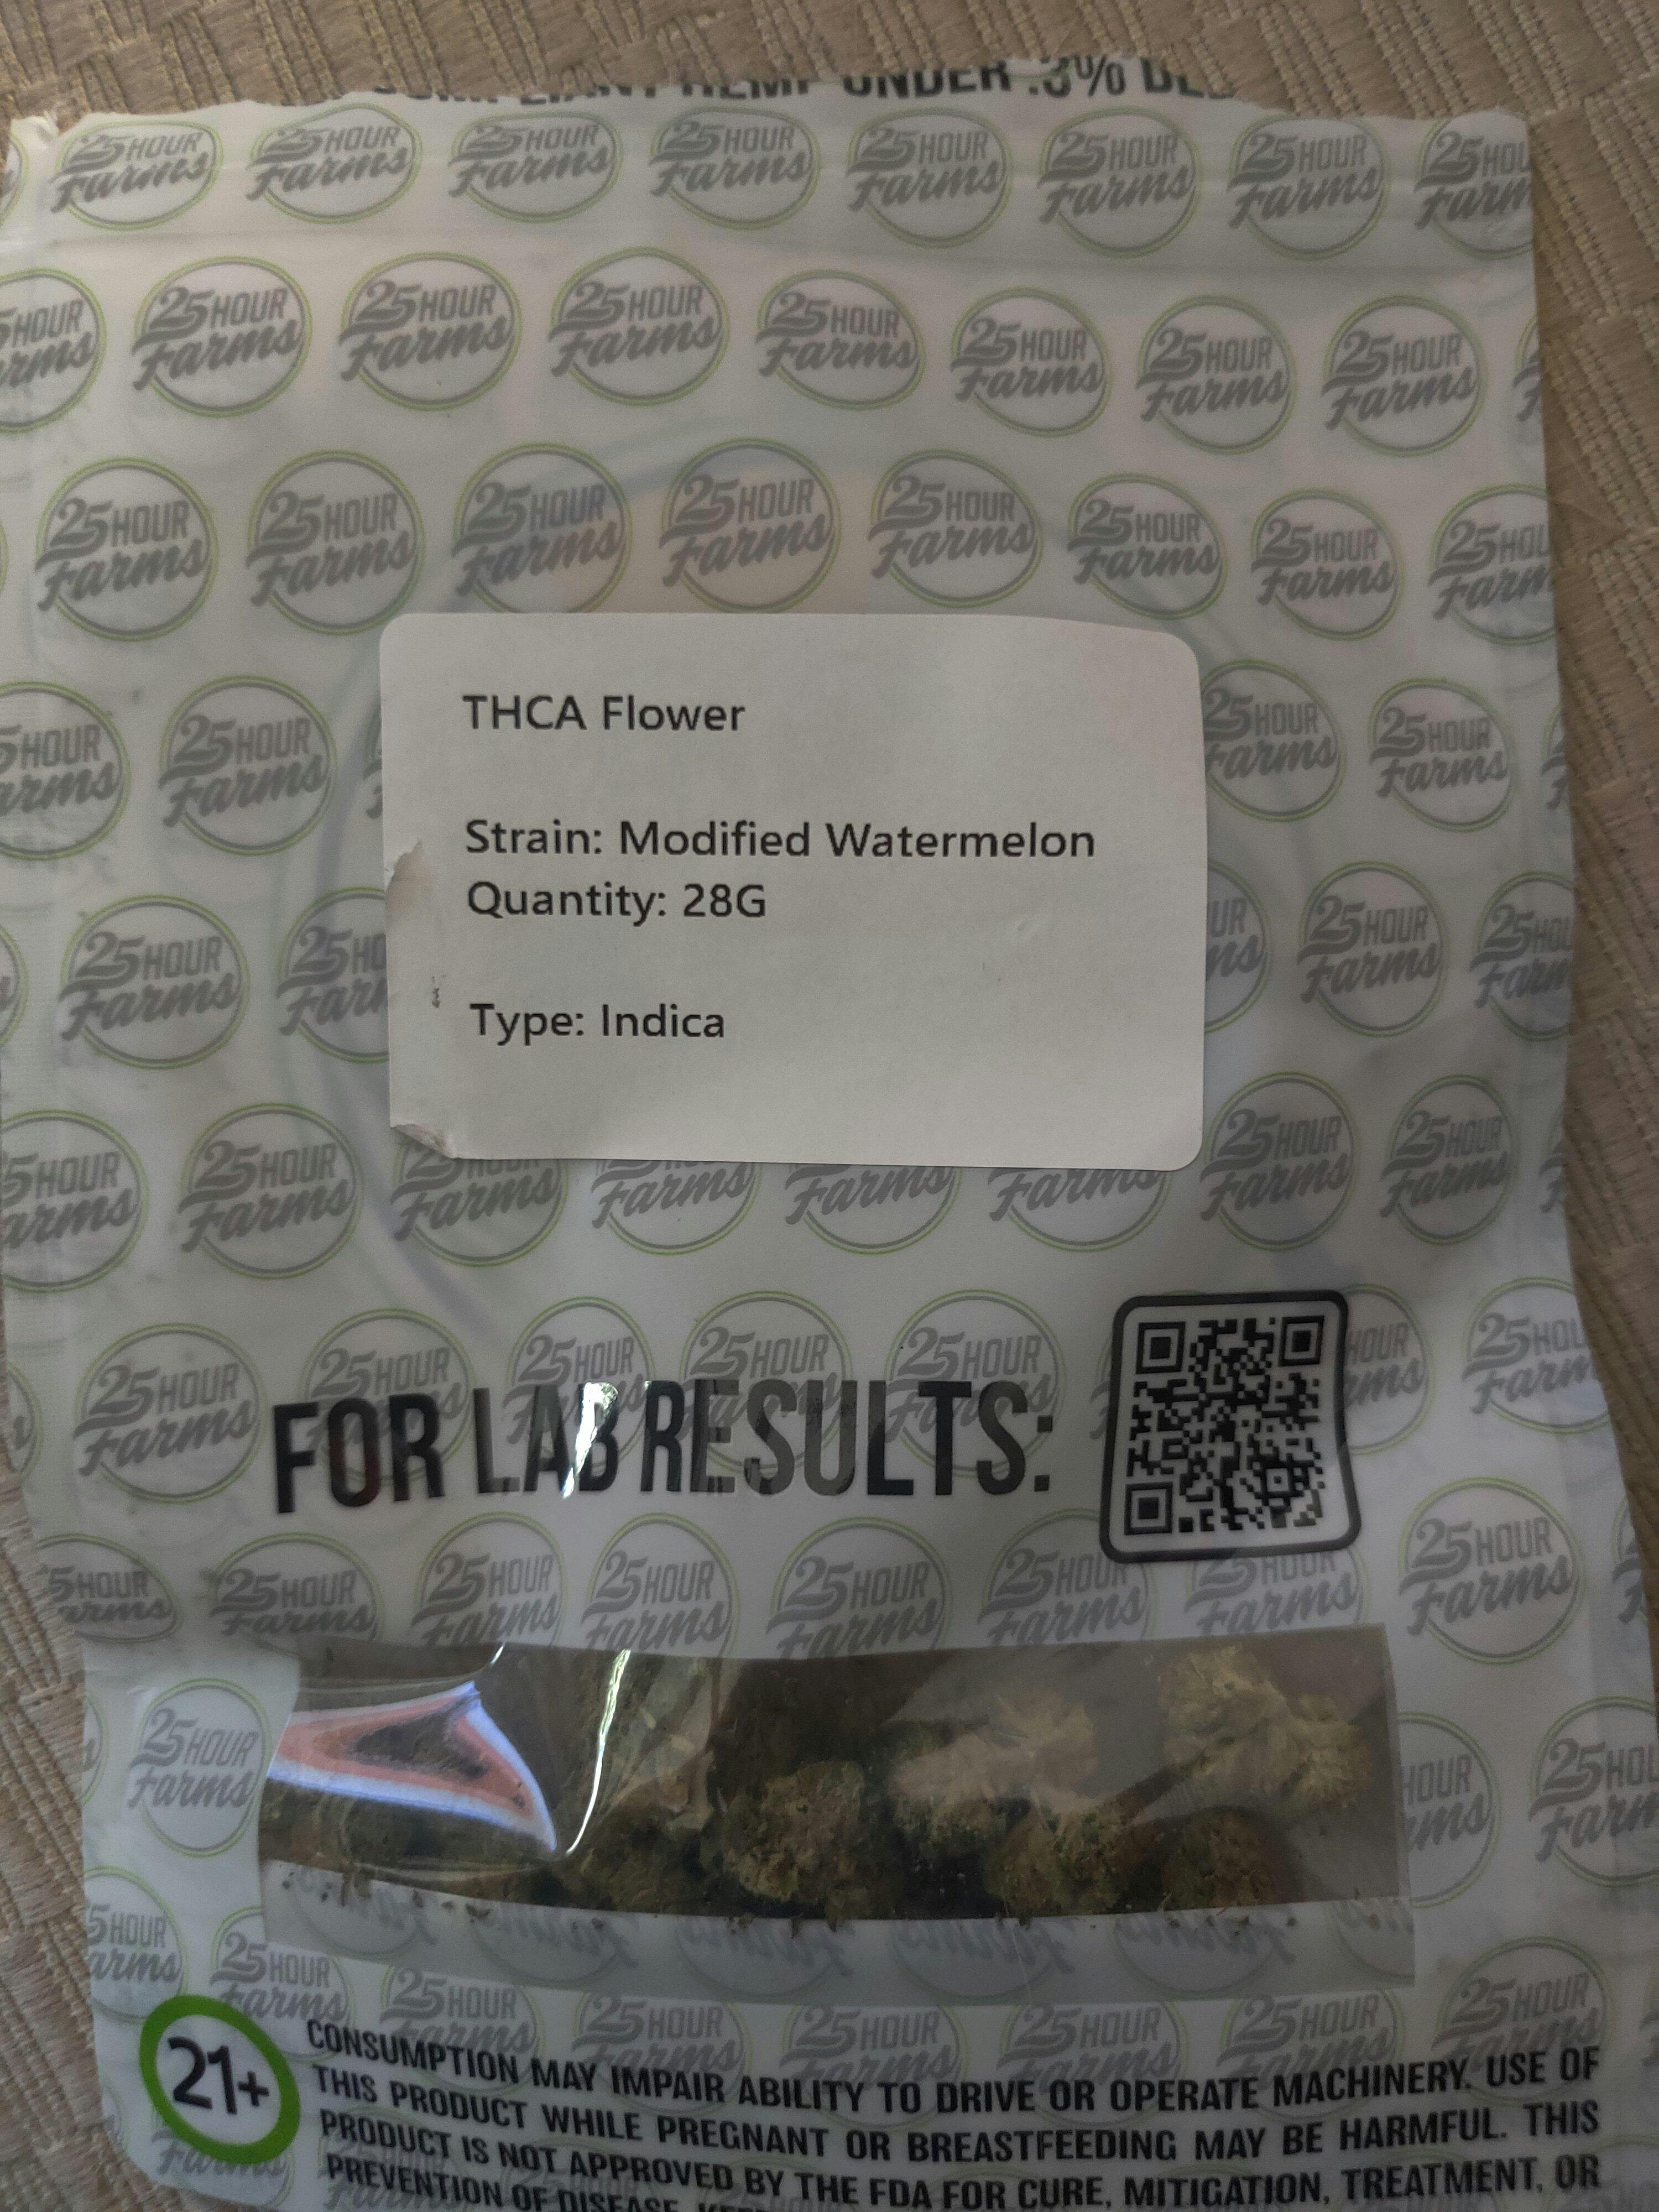 HEMP UNDER .3%
25 HOUR Farms
THCA Flower
Strain: Modified Watermelon
Quantity: 28G
Type: Indica
FOR LAB RESULTS:
21+
CONSUMPTION MAY IMPAIR ABILITY TO DRIVE OR OPERATE MACHINERY. USE OF
THIS PRODUCT WHILE PREGNANT OR BREASTFEEDING MAY BE HARMFUL. THIS
PRODUCT IS NOT APPROVED BY THE FDA FOR CURE, MITIGATION, TREATMENT, OR
PREVENTION OF DISEASE.